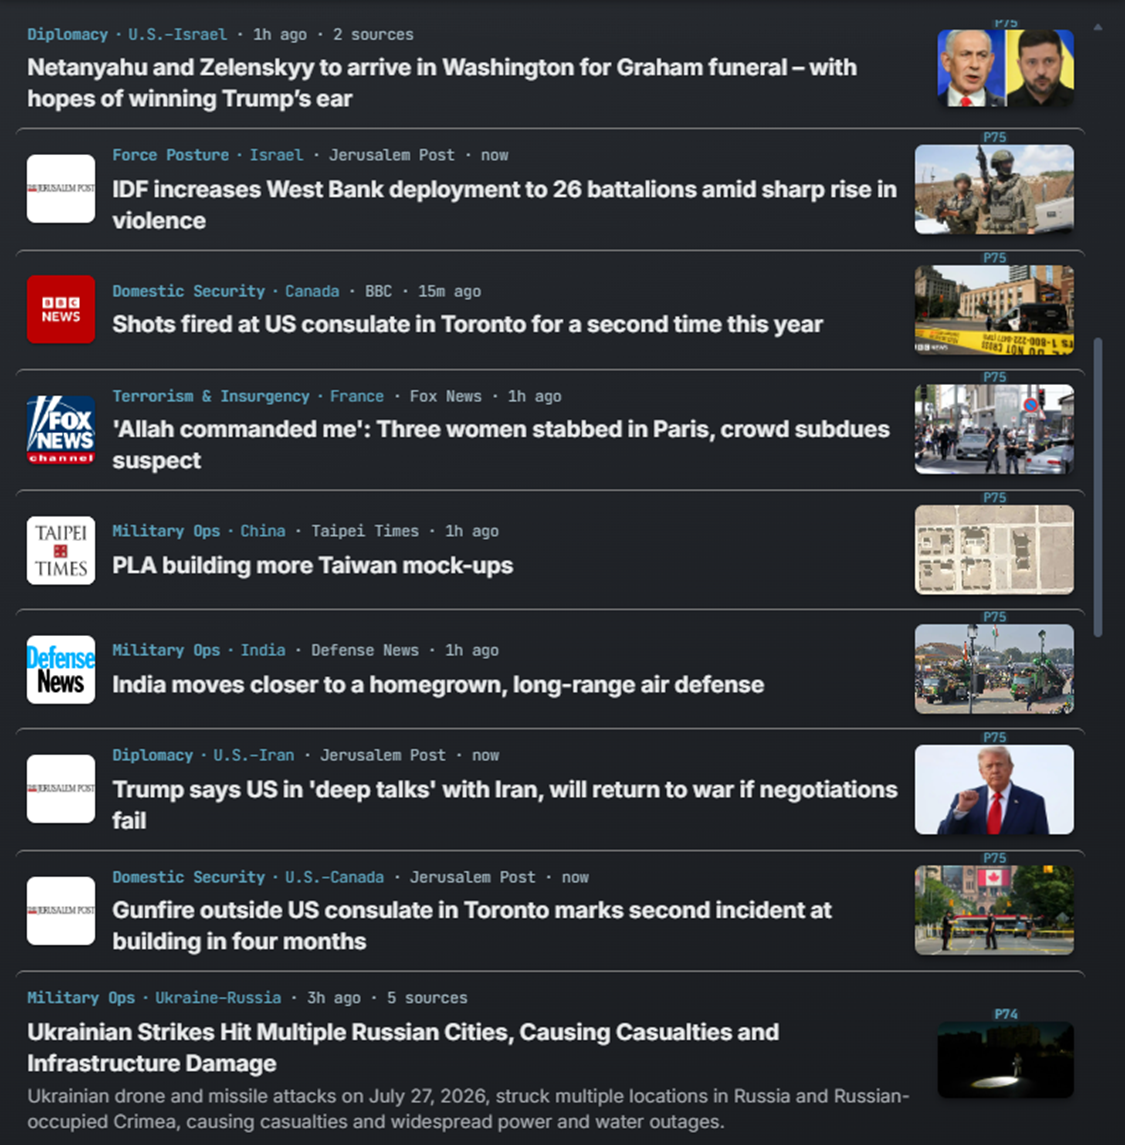 Diplomacy · U.S.–Israel · 1h ago · 2 sources
P75
Netanyahu and Zelenskyy to arrive in Washington for Graham funeral – with
hopes of winning Trump's ear
P75
Force Posture · Israel · Jerusalem Post · now
THE JERUSALEM POST
IDF increases West Bank deployment to 26 battalions amid sharp rise in
violence
P75
Domestic Security · Canada · BBC · 15m ago
BBC
NEWS
Shots fired at US consulate in Toronto for a second time this year
BBC NEWS
P75
Terrorism & Insurgency · France · Fox News · 1h ago
FOX
NEWS
channel
'Allah commanded me': Three women stabbed in Paris, crowd subdues
suspect
P75
Military Ops · China · Taipei Times · 1h ago
TAIPEI
TIMES
PLA building more Taiwan mock-ups
P75
Military Ops · India · Defense News · 1h ago
Defense
News
India moves closer to a homegrown, long-range air defense
P75
Diplomacy · U.S.–Iran · Jerusalem Post · now
THE JERUSALEM POST
Trump says US in 'deep talks' with Iran, will return to war if negotiations
fail
P75
Domestic Security · U.S.–Canada · Jerusalem Post · now
THE JERUSALEM POST
Gunfire outside US consulate in Toronto marks second incident at
building in four months
Military Ops · Ukraine–Russia · 3h ago · 5 sources
P74
Ukrainian Strikes Hit Multiple Russian Cities, Causing Casualties and
Infrastructure Damage
Ukrainian drone and missile attacks on July 27, 2026, struck multiple locations in Russia and Russian-
occupied Crimea, causing casualties and widespread power and water outages.